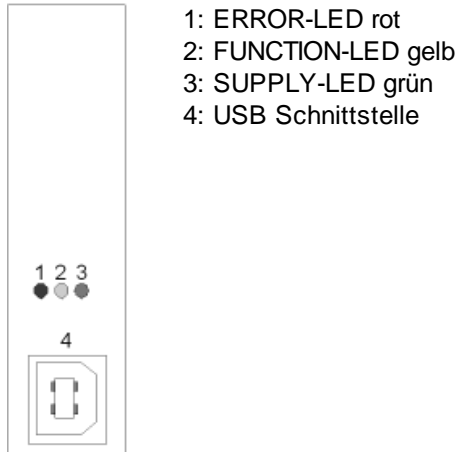 1: ERROR-LED rot
2: FUNCTION-LED gelb
3: SUPPLY-LED grün
4: USB Schnittstelle
1 2 3
4